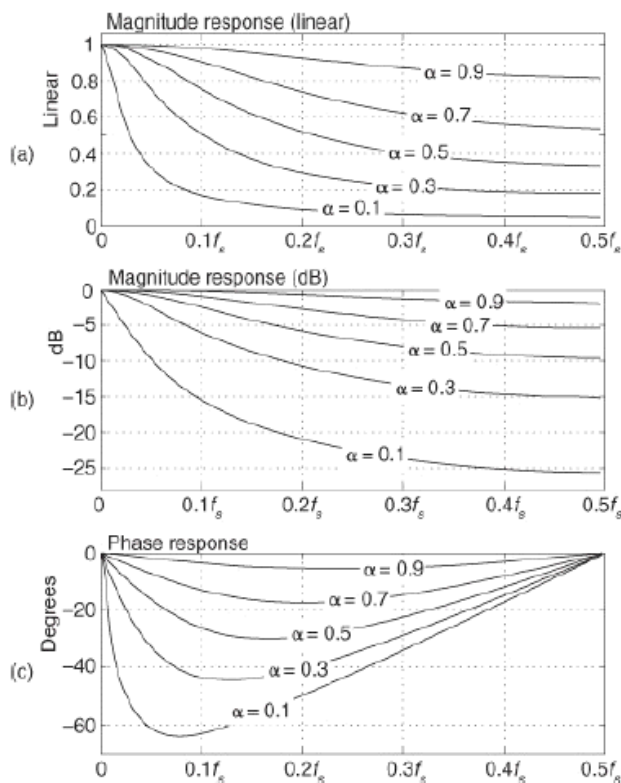 Magnitude response (linear)
1
0.8
0.6
0.4
0.2
0
Linear
(a)
α = 0.9
α = 0.7
α = 0.5
α = 0.3
α = 0.1
0 0.1fs 0.2fs 0.3fs 0.4fs 0.5fs
Magnitude response (dB)
0
−5
−10
−15
−20
−25
dB
(b)
α = 0.9
α = 0.7
α = 0.5
α = 0.3
α = 0.1
0 0.1fs 0.2fs 0.3fs 0.4fs 0.5fs
Phase response
0
−20
−40
−60
Degrees
(c)
α = 0.9
α = 0.7
α = 0.5
α = 0.3
α = 0.1
0 0.1fs 0.2fs 0.3fs 0.4fs 0.5fs